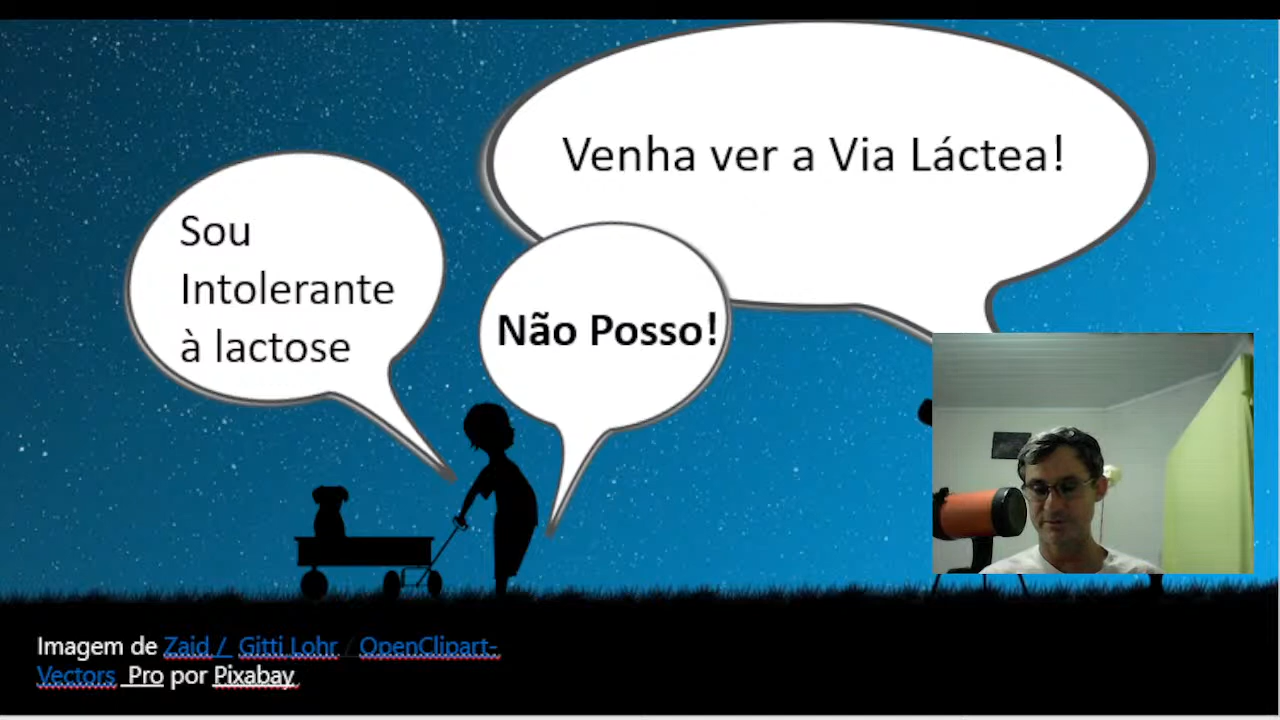 Venha ver a Via Láctea!
Não Posso!
Sou
Intolerante
à lactose
Imagem de Zaid / Gitti Lohr / OpenClipart-
Vectors Pro por Pixabay